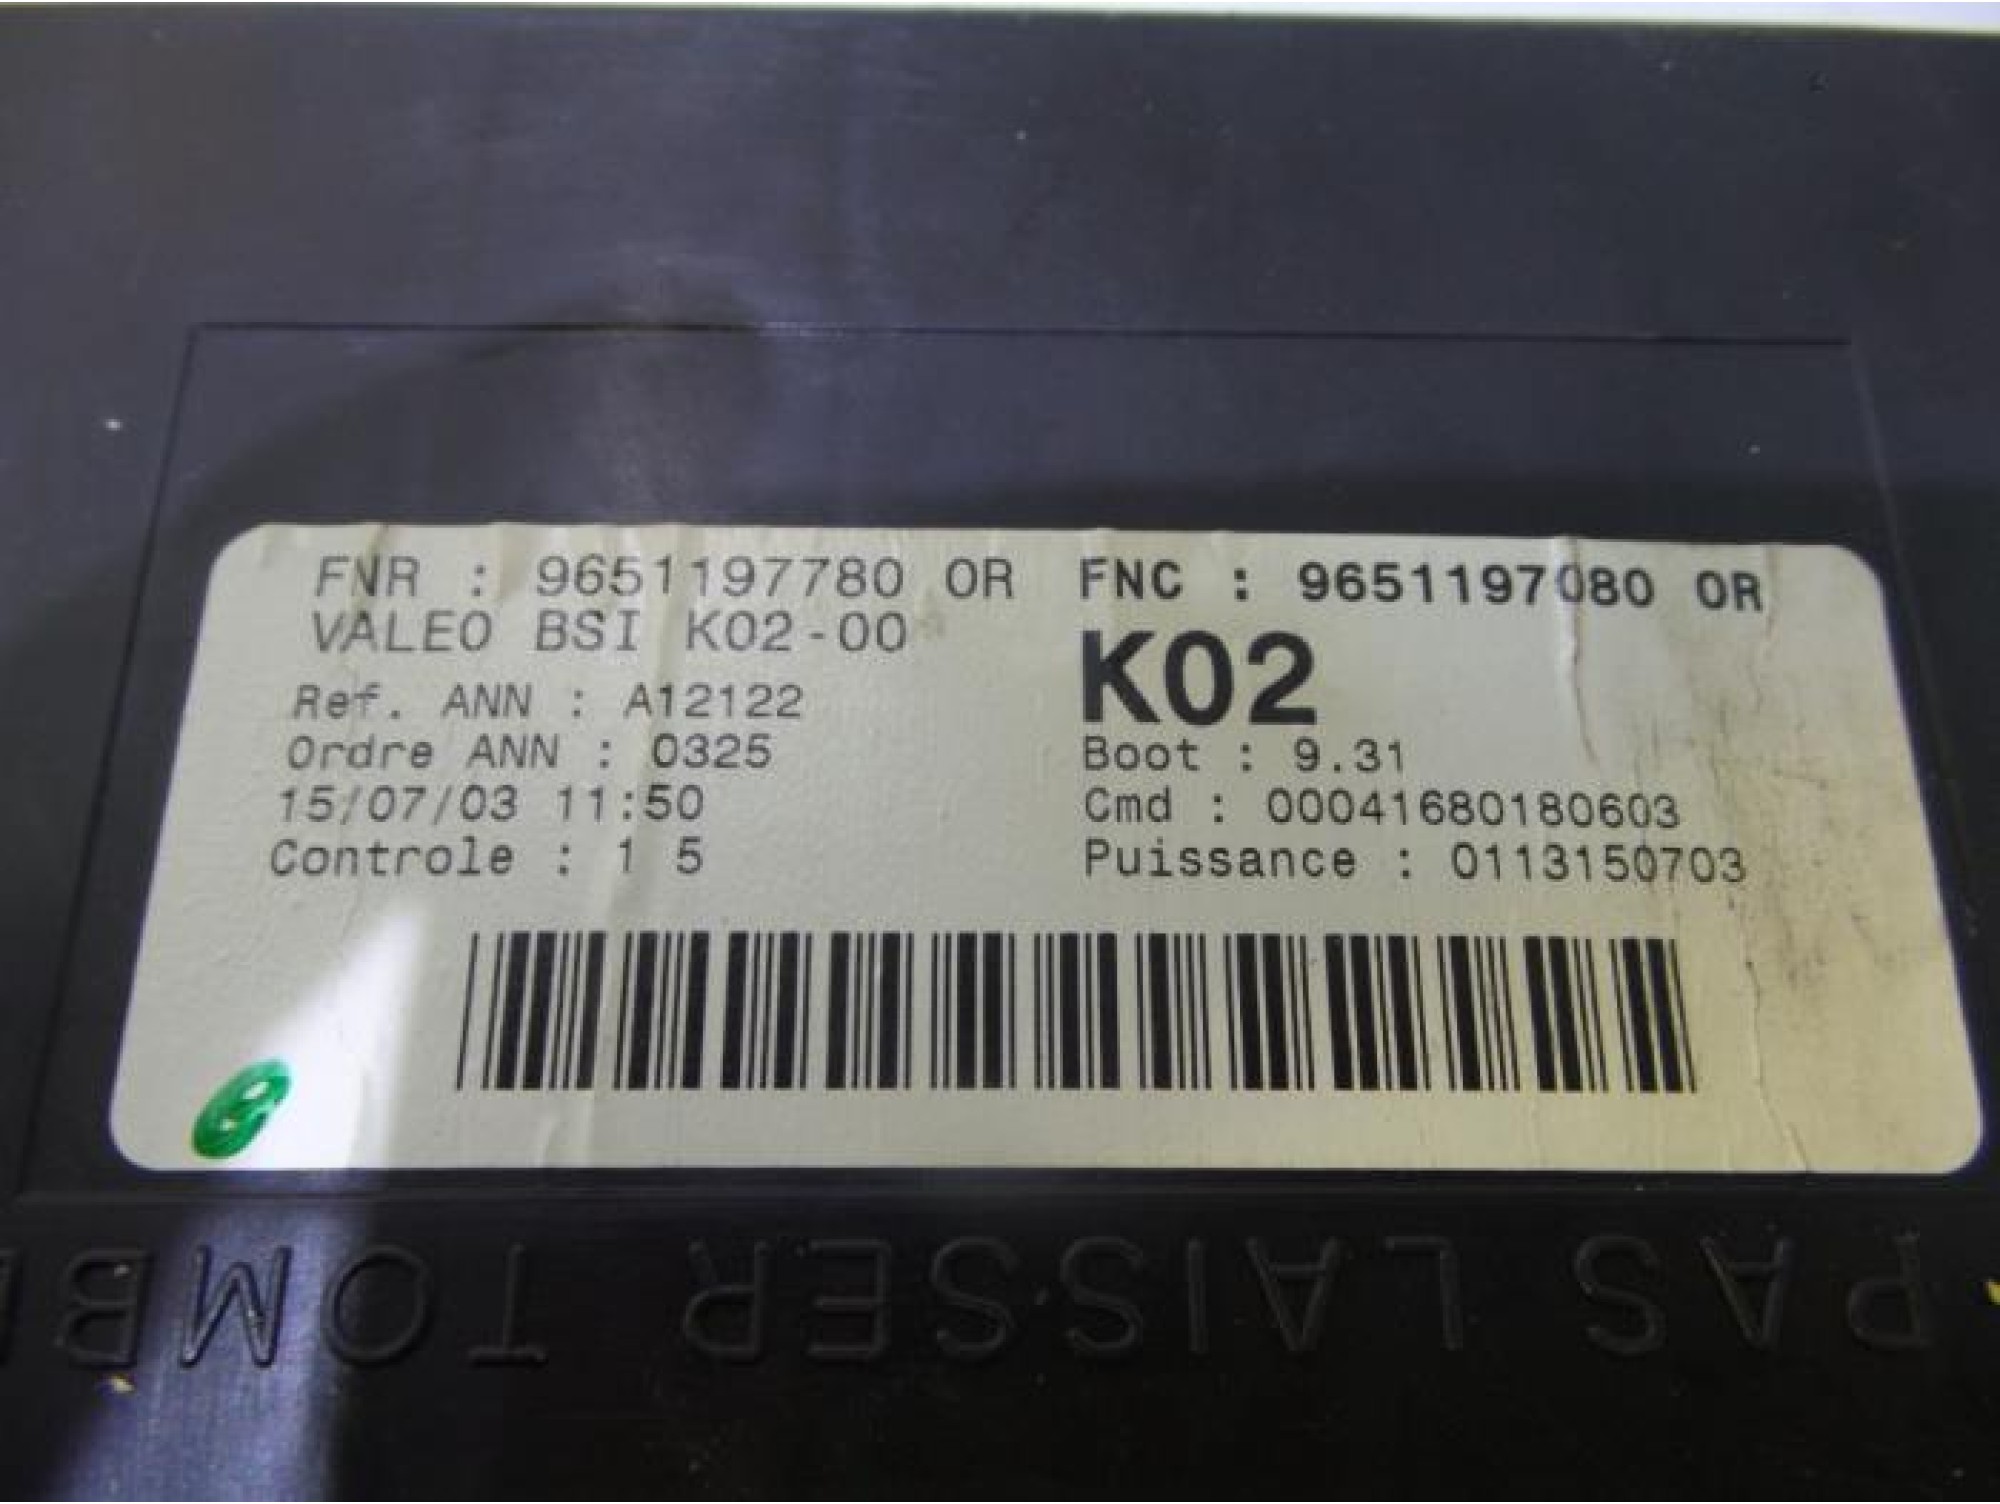 FNR : 9651197780 OR
VALEO BSI K02-00
Ref. ANN : A12122
Ordre ANN : 0325
15/07/03 11:50
Controle : 1 5
FNC : 9651197080 OR
K02
Boot : 9.31
Cmd : 00041680180603
Puissance : 0113150703
PAS LAISSER TOMB